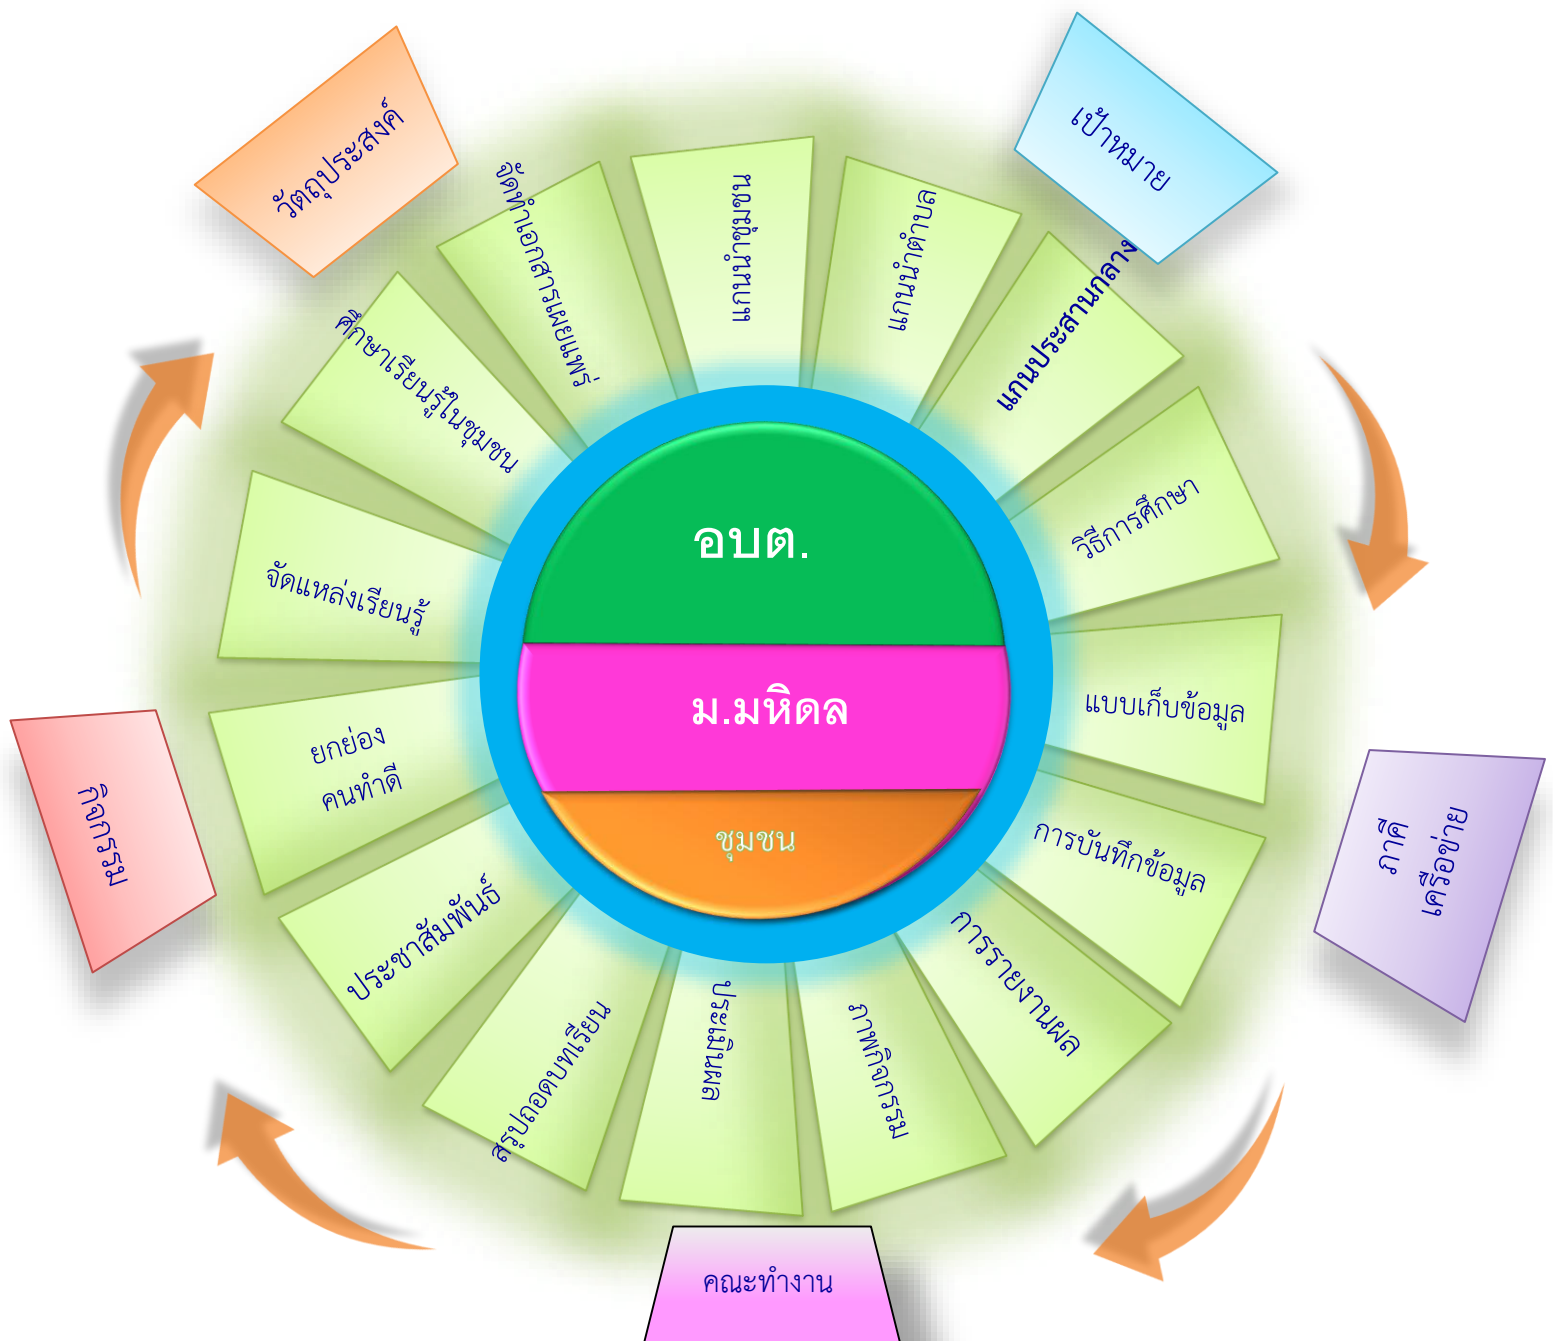 วัตถุประสงค์
เป้าหมาย
จัดทำเอกสารเผยแพร่
แกนนำชุมชน
แกนนำตำบล
แกนประสานกลาง
ศึกษาเรียนรู้ในชุมชน
วิธีการศึกษา
จัดแหล่งเรียนรู้
อบต.
แบบเก็บข้อมูล
ม.มหิดล
ยกย่อง
คนทำดี
ชุมชน
การบันทึกข้อมูล
กิจกรรม
ภาคี
เครือข่าย
ประชาสัมพันธ์
การรายงานผล
สรุปถอดบทเรียน
ประเมินผล
ภาพกิจกรรม
คณะทำงาน